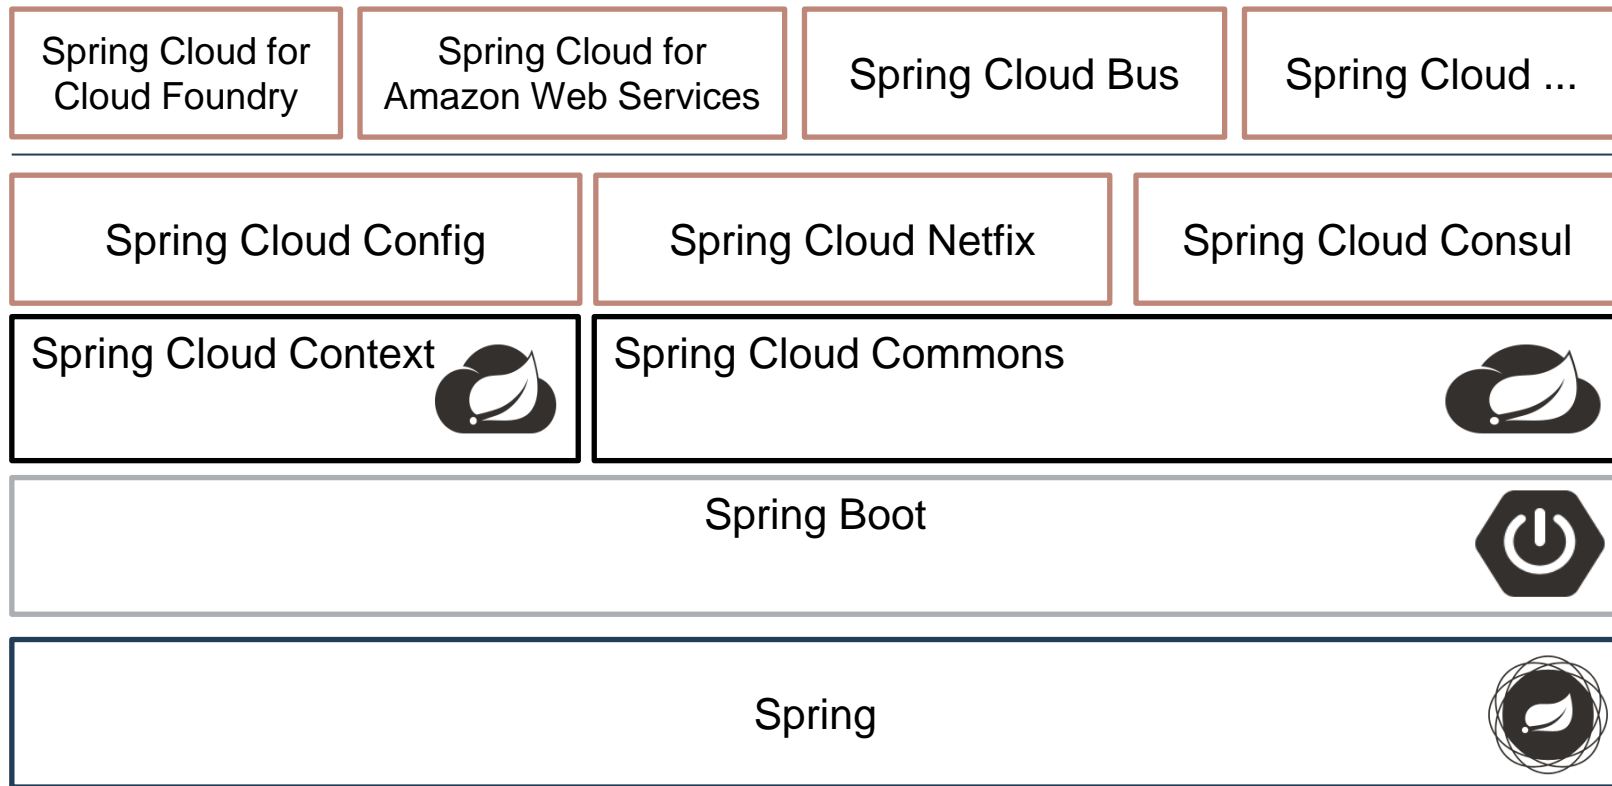 Spring Cloud for
Cloud Foundry
Spring Cloud for
Amazon Web Services
Spring Cloud Bus
Spring Cloud ...
Spring Cloud Config
Spring Cloud Netfix
Spring Cloud Consul
Spring Cloud Context
Spring Cloud Commons
Spring Boot
Spring